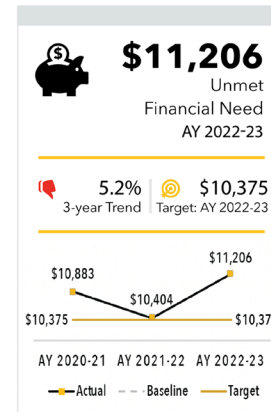 $
$11,206
Unmet
Financial Need
AY 2022-23
5.2% $10,375
3-year Trend Target: AY 2022-23
$11,206
$10,883
$10,404
$10,375 $10,37
AY 2020-21 AY 2021-22 AY 2022-23
Actual Baseline Target